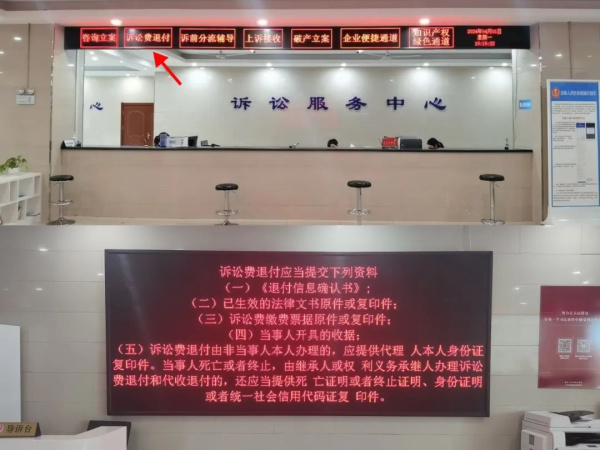 咨询立案 诉讼费退付 诉前分流辅导 上诉接收 破产立案 企业便捷通道 知识产权
绿色通道
星期一
心
诉讼服务中心
诉讼费退付应当提交下列资料
（一）《退付信息确认书》；
（二）已生效的法律文书原件或复印件；
（三）诉讼费缴费票据原件或复印件；
（四）当事人开具的收据；
（五）诉讼费退付由非当事人本人办理的，应提供代理 人本人身份证
复印件。当事人死亡或者终止，由继承人或权 利义务承继人办理诉讼
费退付和代收退付的，还应当提供死 亡证明或者终止证明、身份证明
或者统一社会信用代码证复 印件。
导诉台